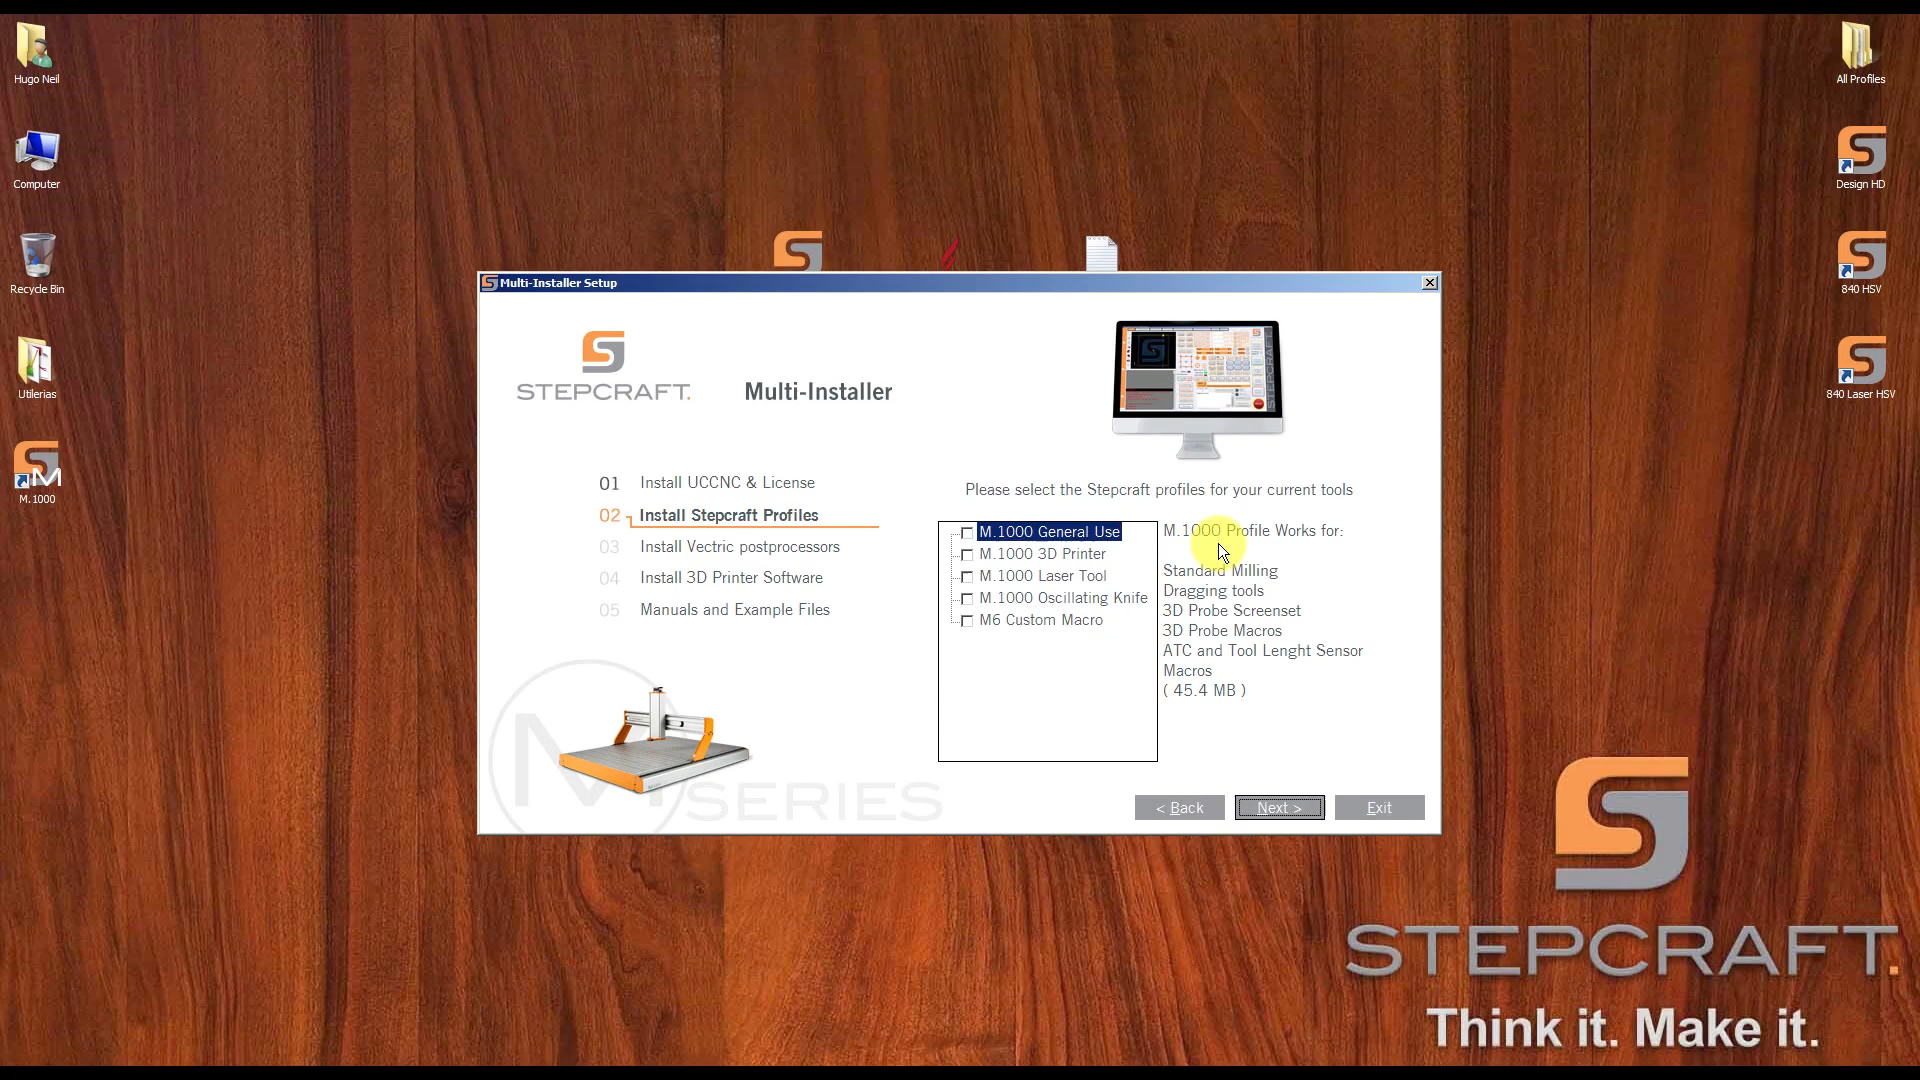 Hugo Neil
All Profiles
Computer
Design HD
Recycle Bin
840 HSV
Utilerias
840 Laser HSV
M
M.1000
Multi-Installer Setup
STEPCRAFT.
Multi-Installer
01 Install UCCNC & License
02 Install Stepcraft Profiles
03 Install Vectric postprocessors
04 Install 3D Printer Software
05 Manuals and Example Files
Please select the Stepcraft profiles for your current tools
M.1000 General Use
M.1000 3D Printer
M.1000 Laser Tool
M.1000 Oscillating Knife
M6 Custom Macro
M.1000 Profile Works for:
Standard Milling
Dragging tools
3D Probe Screenset
3D Probe Macros
ATC and Tool Lenght Sensor
Macros
( 45.4 MB )
M SERIES
< Back
Next >
Exit
STEPCRAFT.
Think it. Make it.